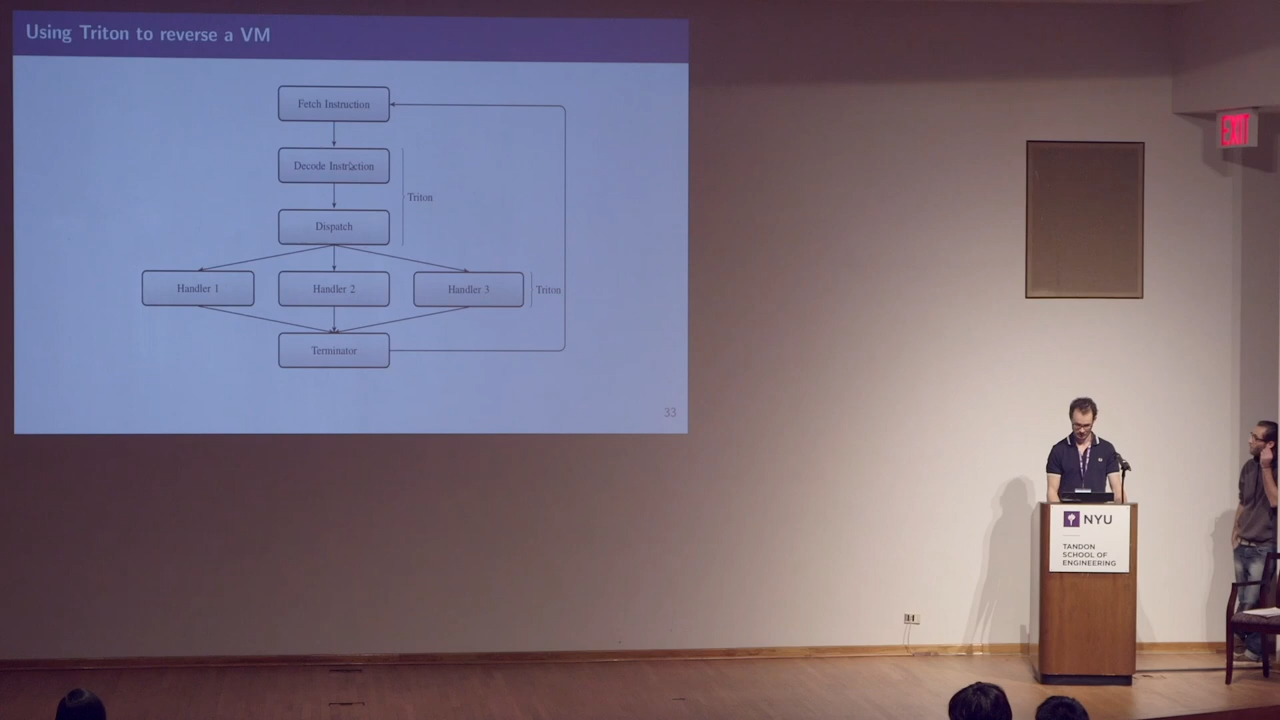 Using Triton to reverse a VM
Fetch Instruction
Decode Instruction
Triton
Dispatch
Handler 1
Handler 2
Handler 3
Triton
Terminator
33
EXIT
NYU
TANDON
SCHOOL OF
ENGINEERING